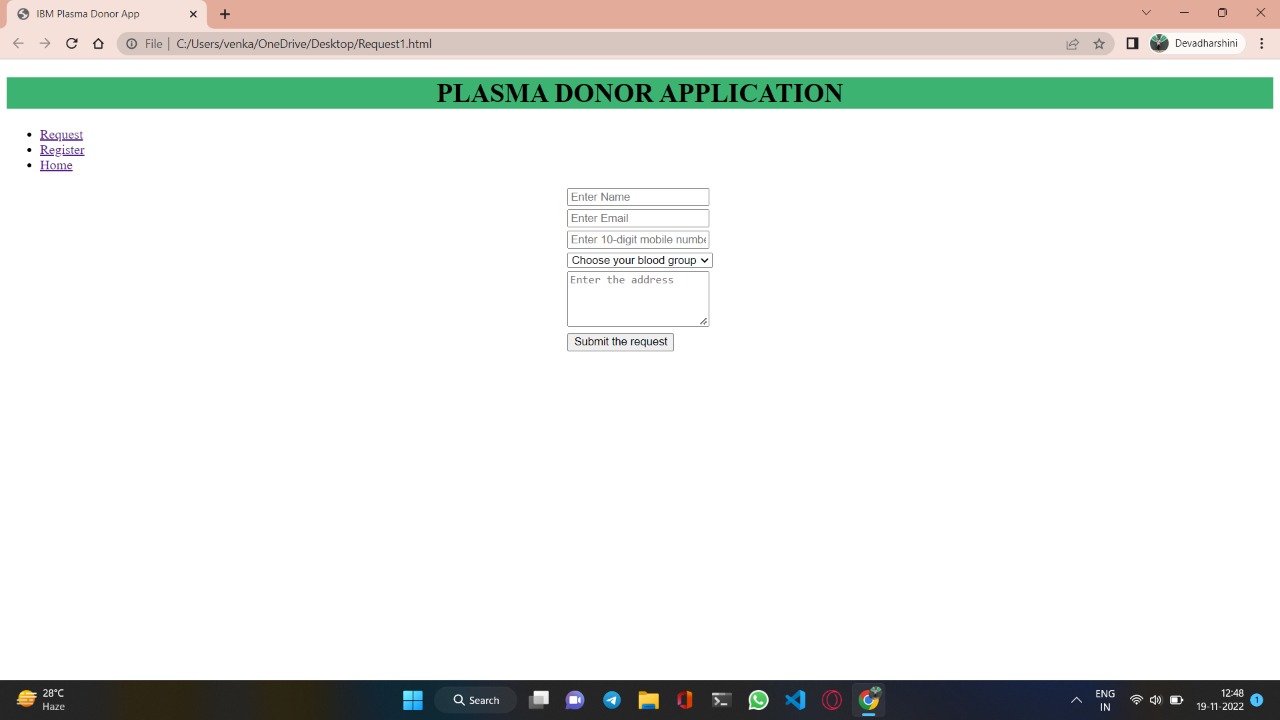 IBM Plasma Donor App
File | C:/Users/venka/OneDrive/Desktop/Request1.html
Devadharshini
PLASMA DONOR APPLICATION
Request
Register
Home
Enter Name
Enter Email
Enter 10-digit mobile numbe
Choose your blood group
Enter the address
Submit the request
28°C
Haze
Search
ENG
IN
12:48
19-11-2022
1